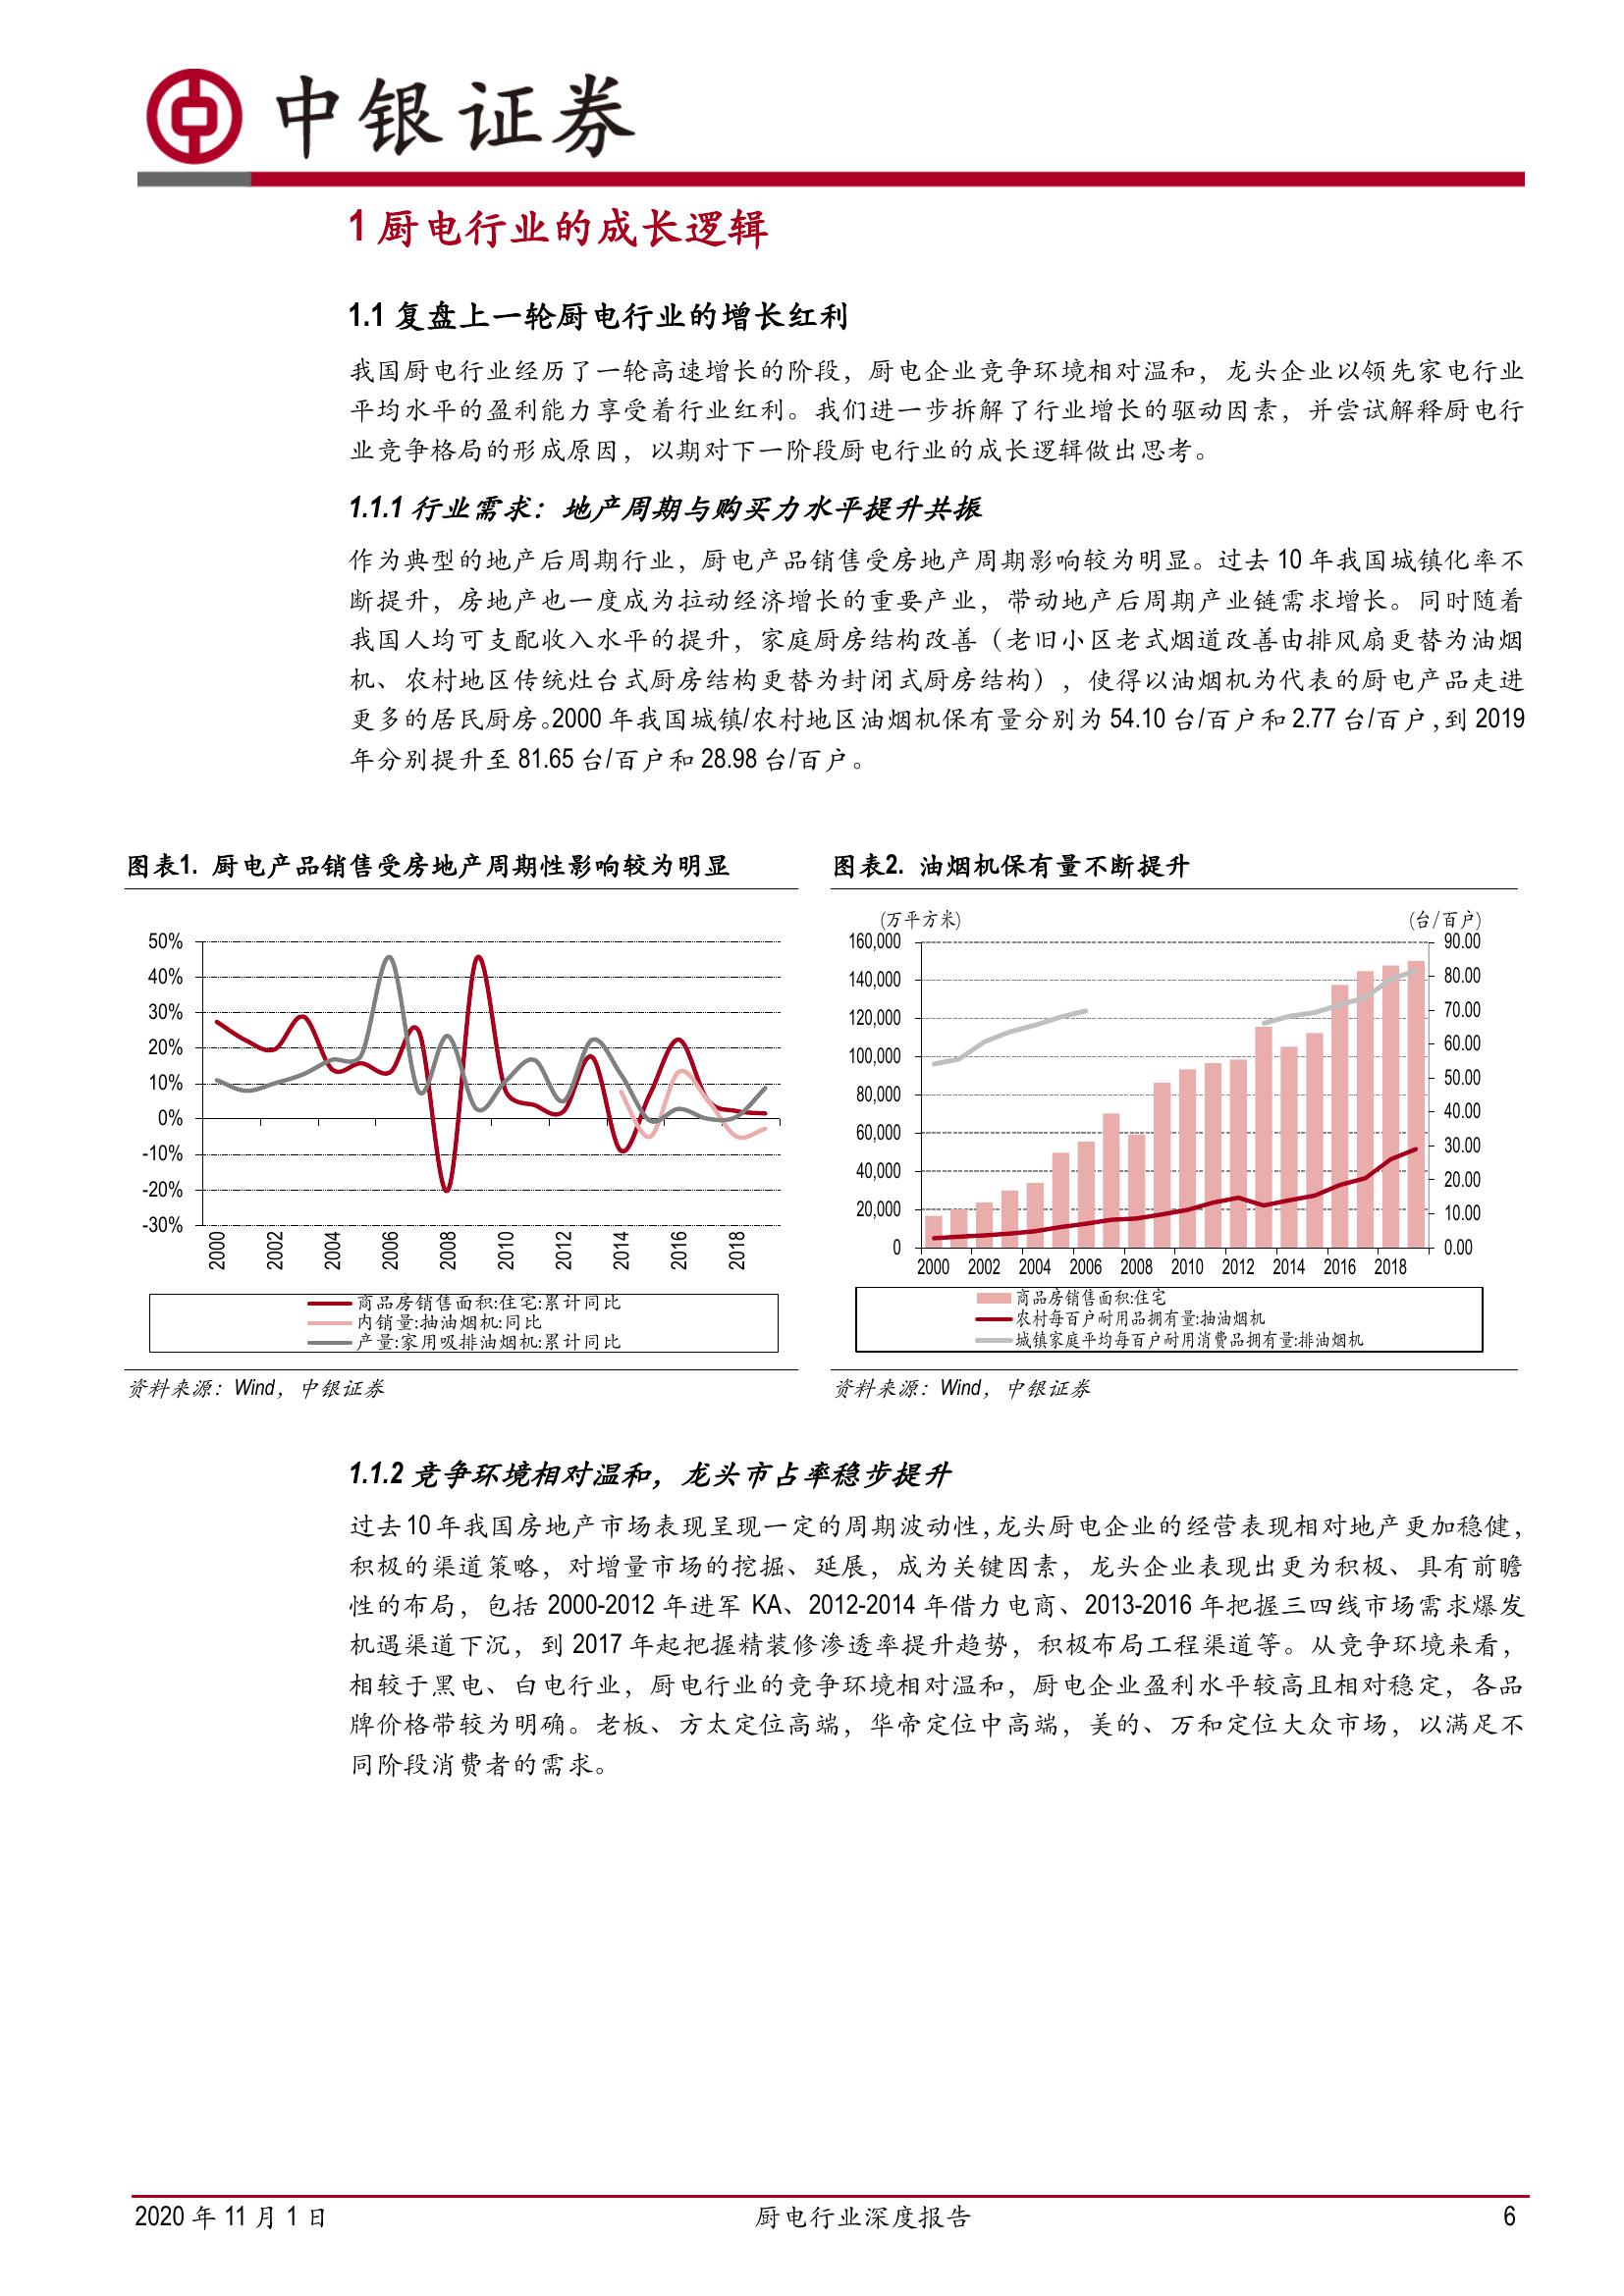 中银证券
1 厨电行业的成长逻辑
1.1 复盘上一轮厨电行业的增长红利
我国厨电行业经历了一轮高速增长的阶段，厨电企业竞争环境相对温和，龙头企业以领先家电行业
平均水平的盈利能力享受着行业红利。我们进一步拆解了行业增长的驱动因素，并尝试解释厨电行
业竞争格局的形成原因，以期对下一阶段厨电行业的成长逻辑做出思考。
1.1.1 行业需求：地产周期与购买力水平提升共振
作为典型的地产后周期行业，厨电产品销售受房地产周期影响较为明显。过去 10 年我国城镇化率不
断提升，房地产也一度成为拉动经济增长的重要产业，带动地产后周期产业链需求增长。同时随着
我国人均可支配收入水平的提升，家庭厨房结构改善（老旧小区老式烟道改善由排风扇更替为油烟
机、农村地区传统灶台式厨房结构更替为封闭式厨房结构），使得以油烟机为代表的厨电产品走进
更多的居民厨房。2000 年我国城镇/农村地区油烟机保有量分别为 54.10 台/百户和 2.77 台/百户，到 2019
年分别提升至 81.65 台/百户和 28.98 台/百户。
图表1. 厨电产品销售受房地产周期性影响较为明显
50%
40%
30%
20%
10%
0%
-10%
-20%
-30%
2000 2002 2004 2006 2008 2010 2012 2014 2016 2018
商品房销售面积:住宅:累计同比
内销量:抽油烟机:同比
产量:家用吸排油烟机:累计同比
资料来源：Wind，中银证券
图表2. 油烟机保有量不断提升
(万平方米) (台/百户)
160,000 90.00
140,000 80.00
120,000 70.00
100,000 60.00
80,000 50.00
60,000 40.00
40,000 30.00
20,000 20.00
0 10.00
0.00
2000 2002 2004 2006 2008 2010 2012 2014 2016 2018
商品房销售面积:住宅
农村每百户耐用品拥有量:抽油烟机
城镇家庭平均每百户耐用消费品拥有量:排油烟机
资料来源：Wind，中银证券
1.1.2 竞争环境相对温和，龙头市占率稳步提升
过去 10 年我国房地产市场表现呈现一定的周期波动性，龙头厨电企业的经营表现相对地产更加稳健，
积极的渠道策略，对增量市场的挖掘、延展，成为关键因素，龙头企业表现出更为积极、具有前瞻
性的布局，包括 2000-2012 年进军 KA、2012-2014 年借力电商、2013-2016 年把握三四线市场需求爆发
机遇渠道下沉，到 2017 年起把握精装修渗透率提升趋势，积极布局工程渠道等。从竞争环境来看，
相较于黑电、白电行业，厨电行业的竞争环境相对温和，厨电企业盈利水平较高且相对稳定，各品
牌价格带较为明确。老板、方太定位高端，华帝定位中高端，美的、万和定位大众市场，以满足不
同阶段消费者的需求。
2020 年 11 月 1 日 厨电行业深度报告 6